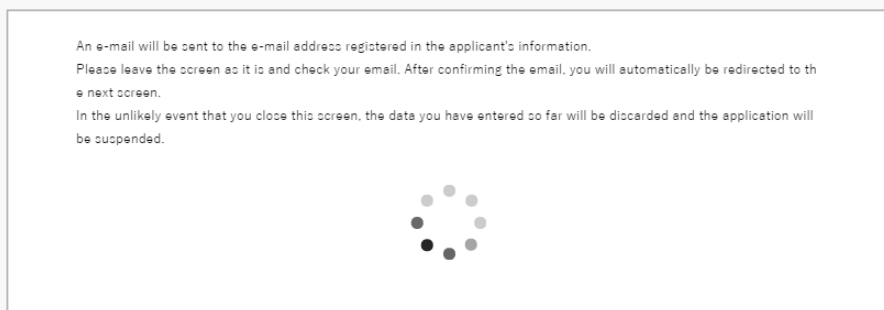 An e-mail will be sent to the e-mail address registered in the applicant's information.
Please leave the screen as it is and check your email. After confirming the email, you will automatically be redirected to th
e next screen.
In the unlikely event that you close this screen, the data you have entered so far will be discarded and the application will
be suspended.